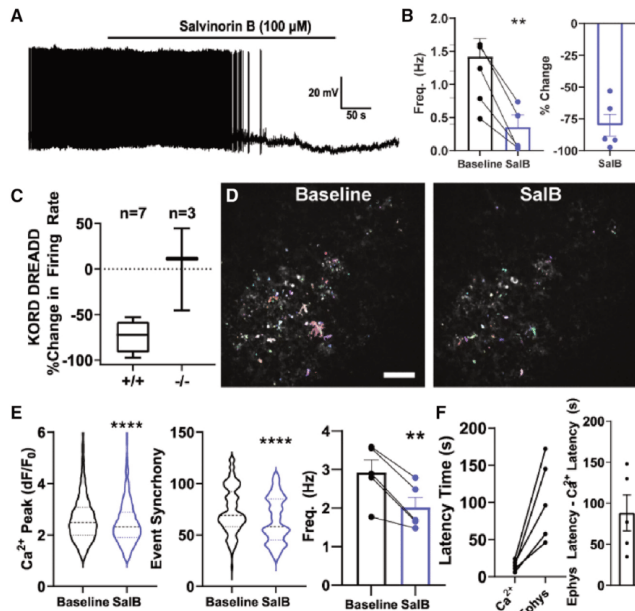 A
Salvinorin B (100 µM)
20 mV
50 s
B
**
Freq. (Hz)
1.5
1.0
0.5
0.0
Baseline SalB
% Change
0
-25
-50
-75
-100
SalB
C
n=7 n=3
KORD DREADD
%Change in Firing Rate
50
0
-50
-100
+/+ -/-
D
Baseline
SalB
E
Ca2+ Peak (dF/F0)
6
4
2
0
****
Baseline SalB
Event Syncrhony
150
100
50
0
****
Baseline SalB
Freq. (Hz)
4
3
2
1
0
**
Baseline SalB
F
Latency Time (s)
200
150
100
50
0
Ca2+
Ephys Latency - Ca2+ Latency (s)
200
150
100
50
0